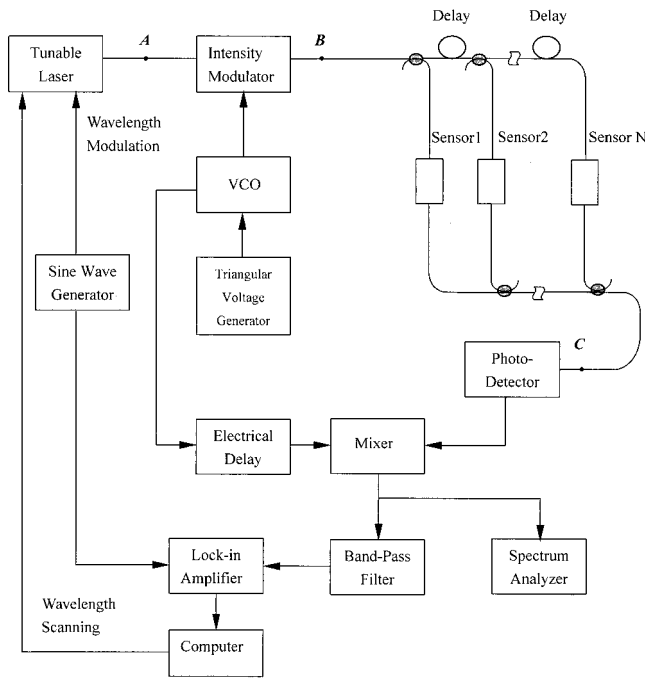 Delay
Delay
A
B
Tunable
Laser
Intensity
Modulator
Wavelength
Modulation
Sensor1
Sensor2
Sensor N
VCO
Sine Wave
Generator
Triangular
Voltage
Generator
C
Photo-
Detector
Electrical
Delay
Mixer
Lock-in
Amplifier
Band-Pass
Filter
Spectrum
Analyzer
Wavelength
Scanning
Computer